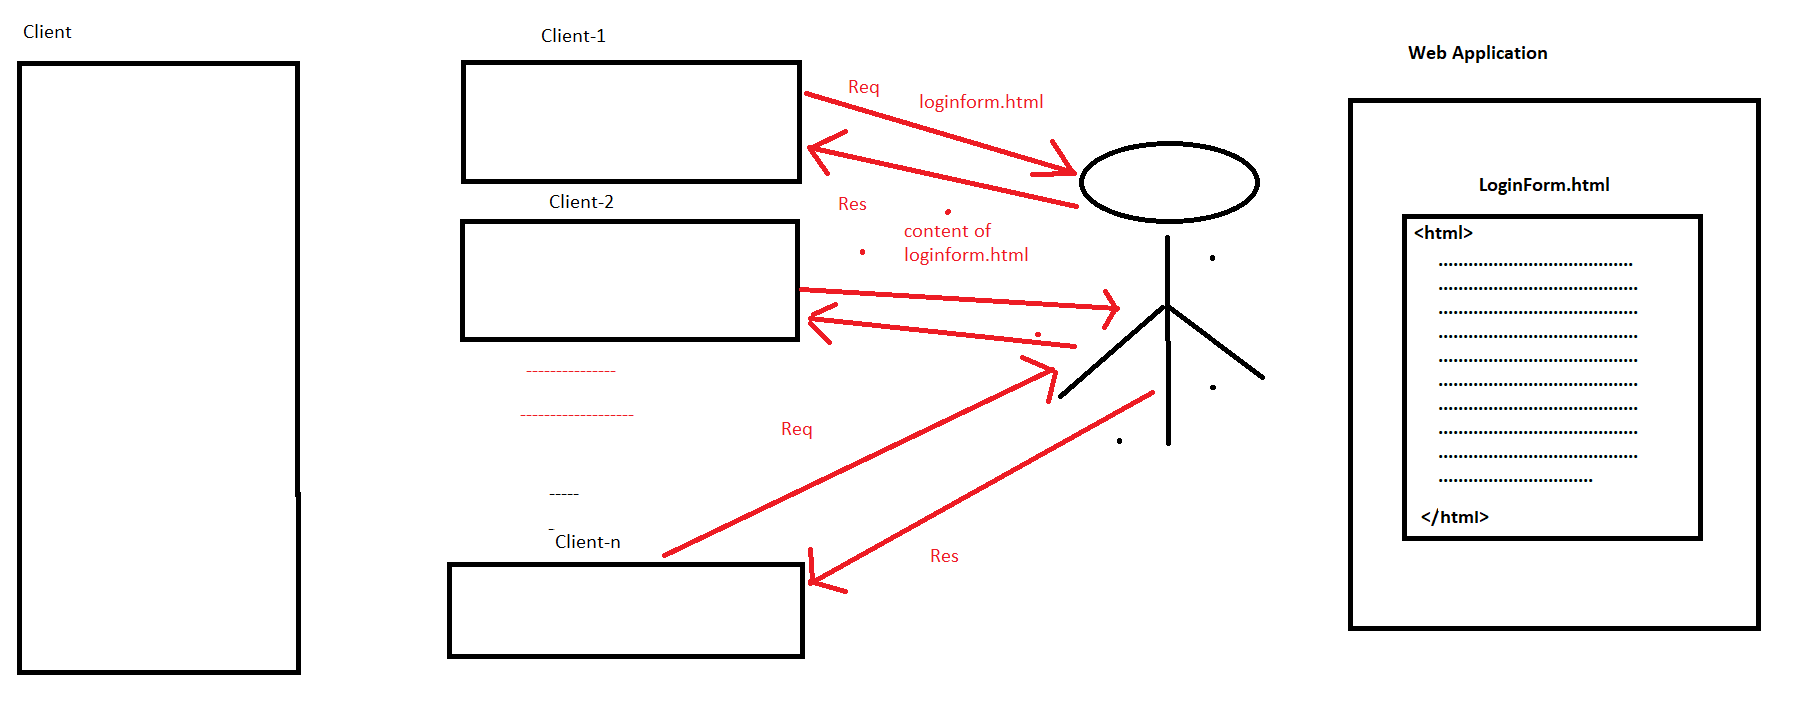 Client
Client-1
Req
loginform.html
Res
content of
loginform.html
Client-2
---------------
-------------------
-----
-
Client-n
Req
Res
Web Application
LoginForm.html
<html>
.......................................
........................................
........................................
........................................
........................................
........................................
........................................
........................................
........................................
...............................
</html>